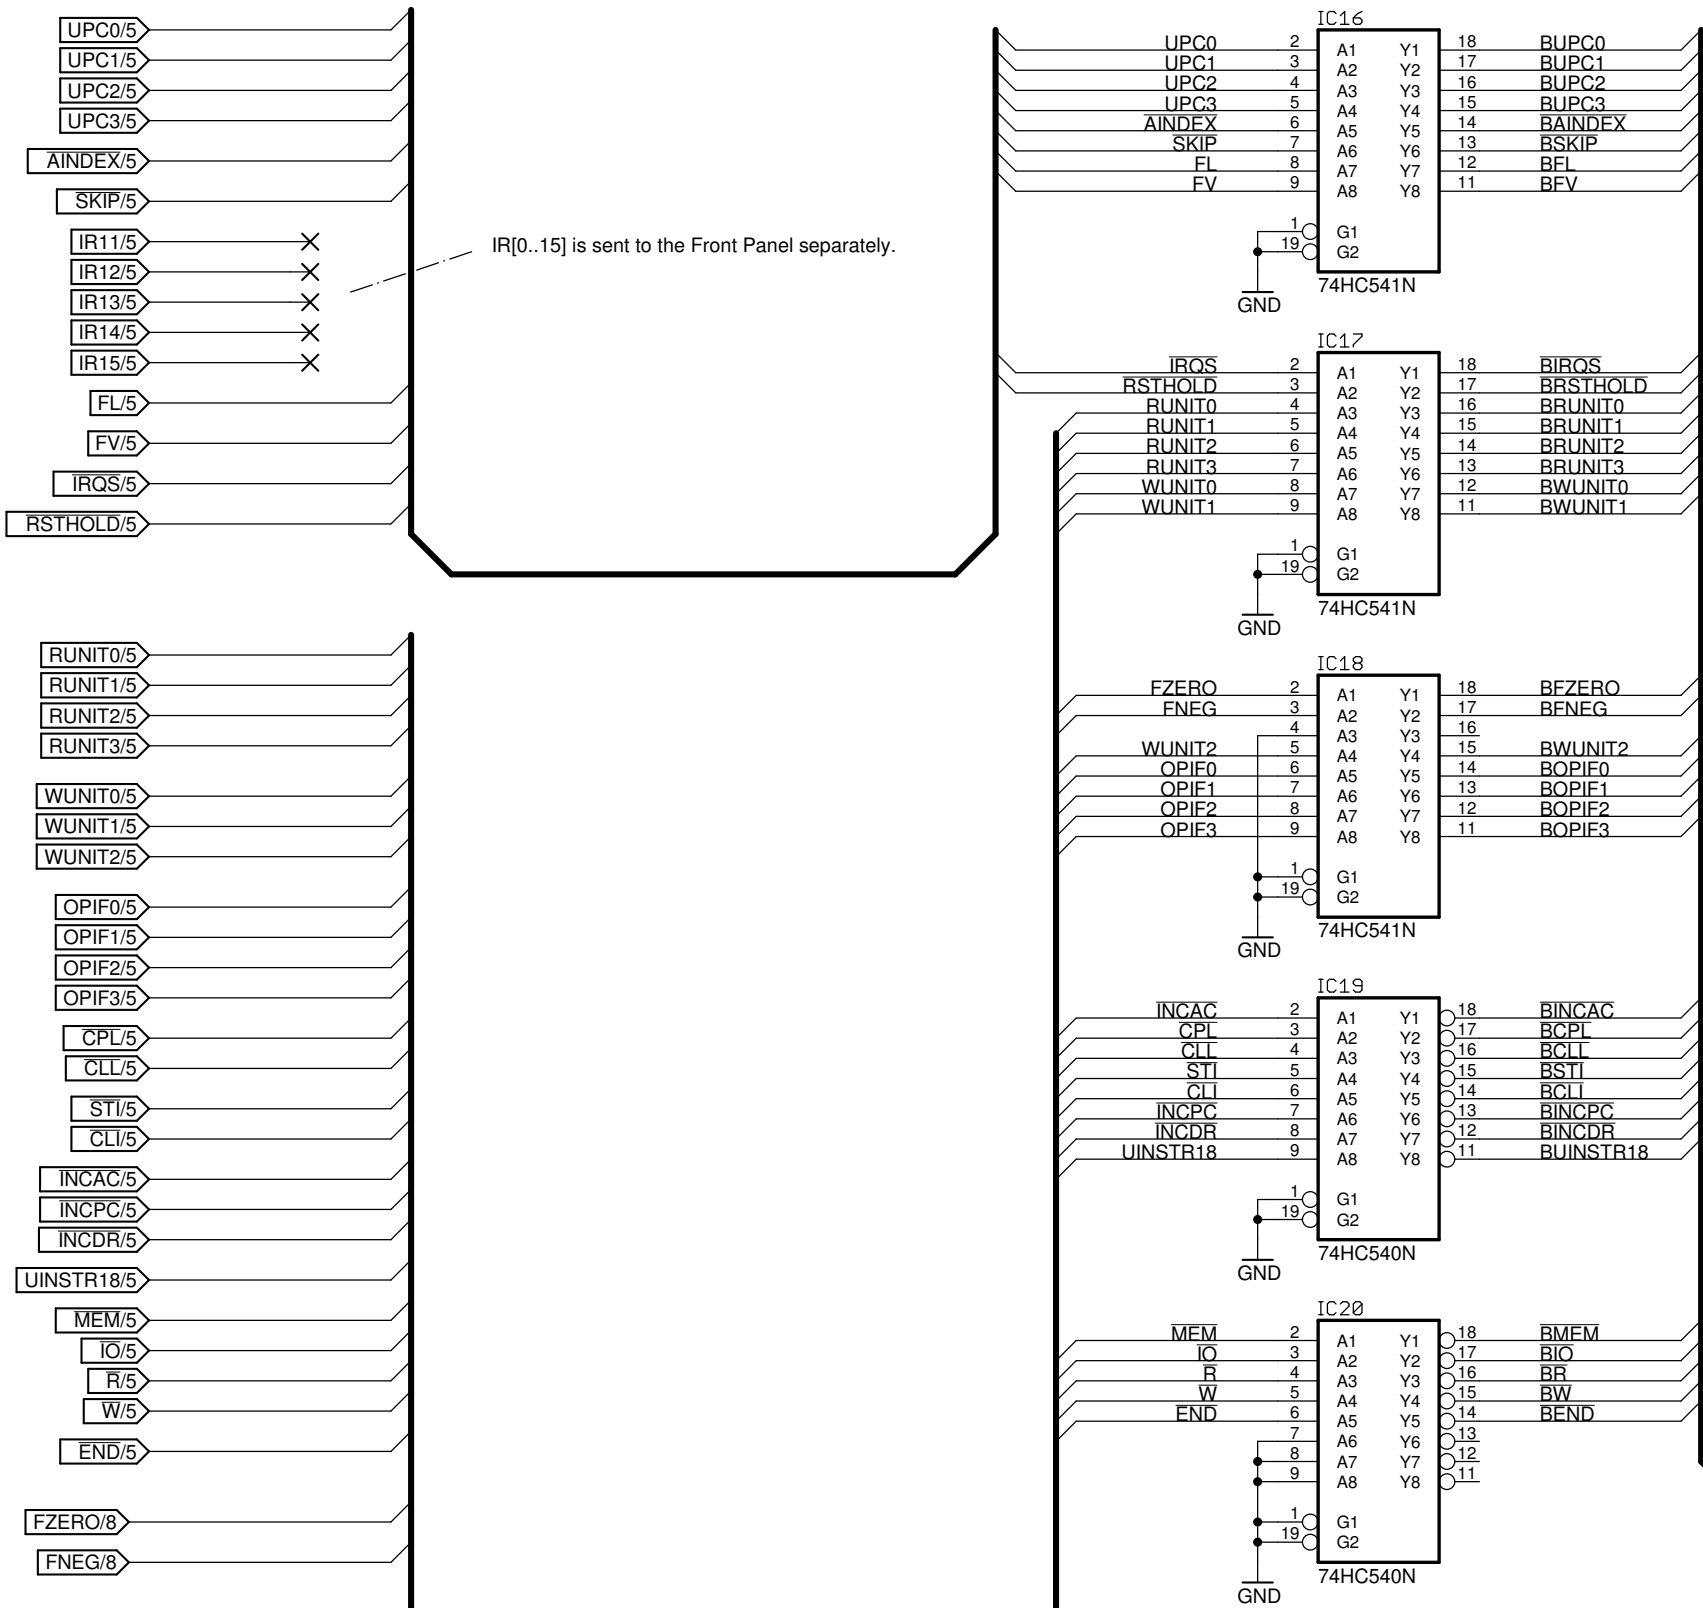 UPC0/5
UPC1/5
UPC2/5
UPC3/5
AINDEX/5
SKIP/5
IR11/5
IR12/5
IR13/5
IR14/5
IR15/5
FL/5
FV/5
IRQS/5
RSTHOLD/5
IR[0..15] is sent to the Front Panel separately.
RUNIT0/5
RUNIT1/5
RUNIT2/5
RUNIT3/5
WUNIT0/5
WUNIT1/5
WUNIT2/5
OPIF0/5
OPIF1/5
OPIF2/5
OPIF3/5
CPL/5
CLL/5
STI/5
CLI/5
INCAC/5
INCPC/5
INCDR/5
UINSTR18/5
MEM/5
IO/5
R/5
W/5
END/5
FZERO/8
FNEG/8
IC16
UPC0 2 A1 Y1 18 BUPC0
UPC1 3 A2 Y2 17 BUPC1
UPC2 4 A3 Y3 16 BUPC2
UPC3 5 A4 Y4 15 BUPC3
AINDEX 6 A5 Y5 14 BAINDEX
SKIP 7 A6 Y6 13 BSKIP
FL 8 A7 Y7 12 BFL
FV 9 A8 Y8 11 BFV
1 G1
19 G2
74HC541N
GND
IC17
IRQS 2 A1 Y1 18 BIRQS
RSTHOLD 3 A2 Y2 17 BRSTHOLD
RUNIT0 4 A3 Y3 16 BRUNIT0
RUNIT1 5 A4 Y4 15 BRUNIT1
RUNIT2 6 A5 Y5 14 BRUNIT2
RUNIT3 7 A6 Y6 13 BRUNIT3
WUNIT0 8 A7 Y7 12 BWUNIT0
WUNIT1 9 A8 Y8 11 BWUNIT1
1 G1
19 G2
74HC541N
GND
IC18
FZERO 2 A1 Y1 18 BFZERO
FNEG 3 A2 Y2 17 BFNEG
4 A3 Y3 16
WUNIT2 5 A4 Y4 15 BWUNIT2
OPIF0 6 A5 Y5 14 BOPIF0
OPIF1 7 A6 Y6 13 BOPIF1
OPIF2 8 A7 Y7 12 BOPIF2
OPIF3 9 A8 Y8 11 BOPIF3
1 G1
19 G2
74HC541N
GND
IC19
INCAC 2 A1 Y1 18 BINCAC
CPL 3 A2 Y2 17 BCPL
CLL 4 A3 Y3 16 BCLL
STI 5 A4 Y4 15 BSTI
CLI 6 A5 Y5 14 BCLI
INCPC 7 A6 Y6 13 BINCPC
INCDR 8 A7 Y7 12 BINCDR
UINSTR18 9 A8 Y8 11 BUINSTR18
1 G1
19 G2
74HC540N
GND
IC20
MEM 2 A1 Y1 18 BMEM
IO 3 A2 Y2 17 BIO
R 4 A3 Y3 16 BR
W 5 A4 Y4 15 BW
END 6 A5 Y5 14 BEND
7 A6 Y6 13
8 A7 Y7 12
9 A8 Y8 11
1 G1
19 G2
74HC540N
GND